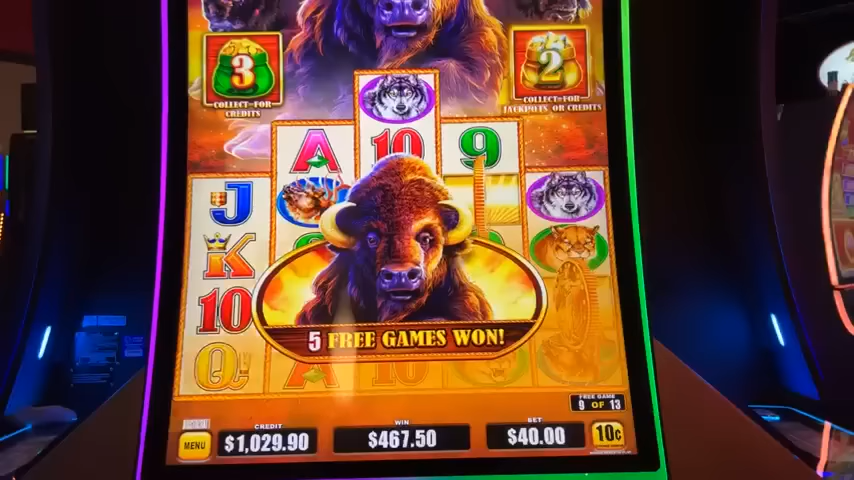 3
COLLECT FOR
CREDITS
2
COLLECT FOR
JACKPOTS OR CREDITS
A
10
9
J
K
10
Q
5 FREE GAMES WON!
A
10
FREE GAME
9 OF 13
MENU
CREDIT
$1,029.90
WIN
$467.50
BET
$40.00
10¢